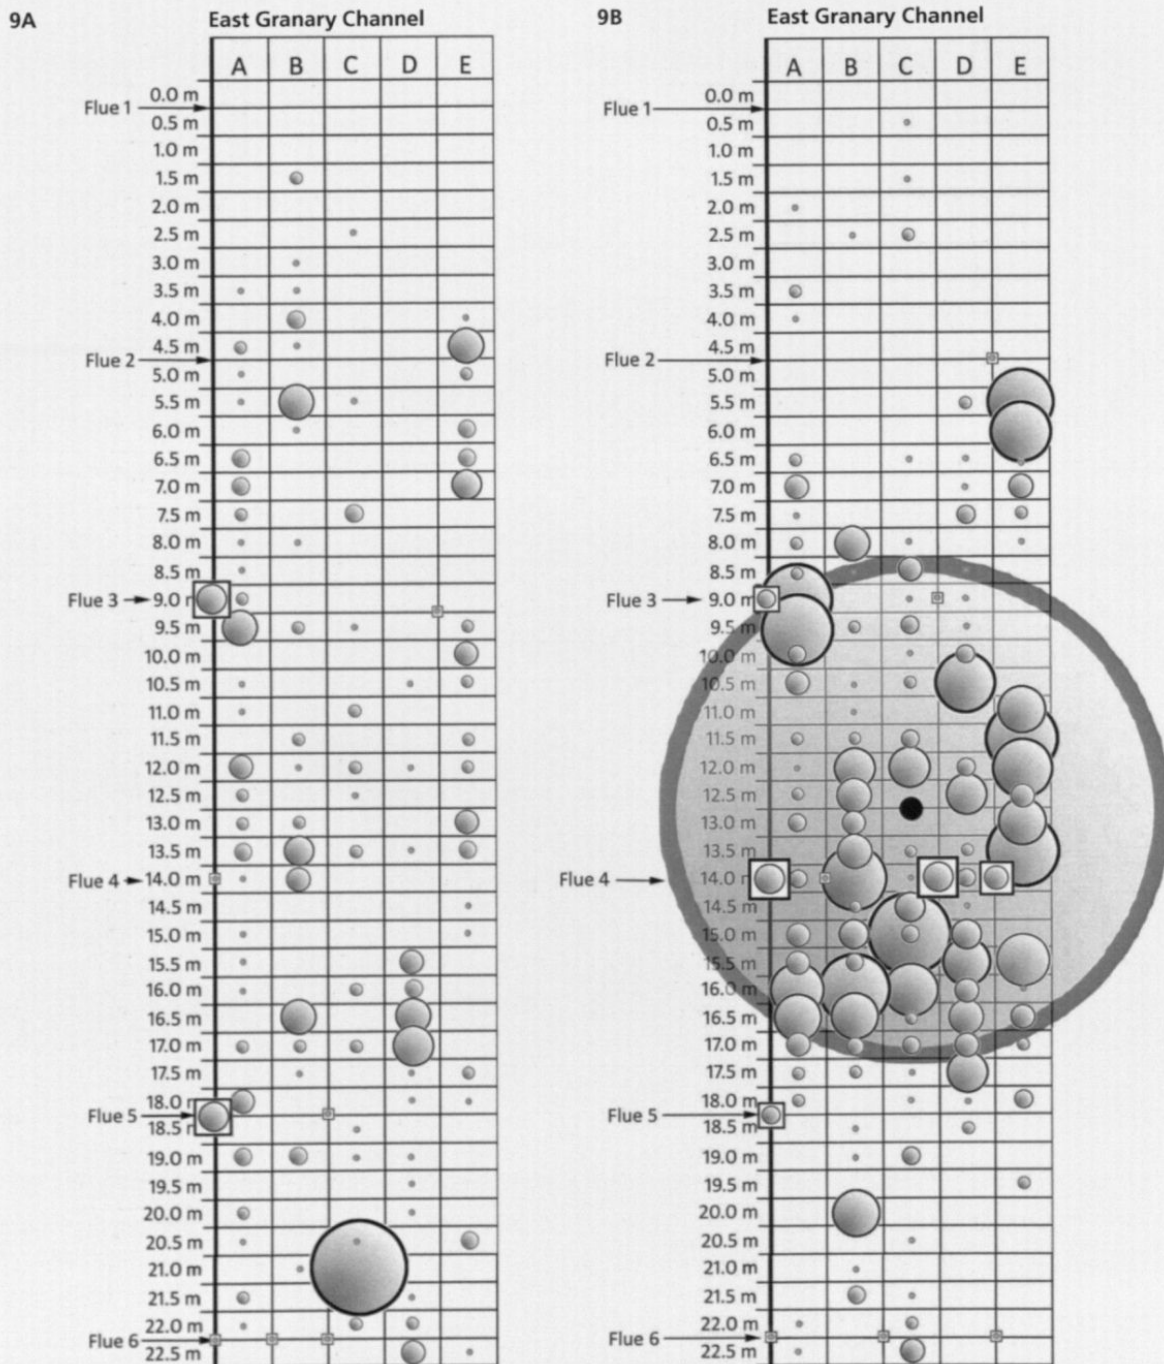 9A
East Granary Channel
A B C D E
0.0 m
Flue 1
0.5 m
1.0 m
1.5 m
2.0 m
2.5 m
3.0 m
3.5 m
4.0 m
4.5 m
Flue 2
5.0 m
5.5 m
6.0 m
6.5 m
7.0 m
7.5 m
8.0 m
8.5 m
Flue 3 9.0 m
9.5 m
10.0 m
10.5 m
11.0 m
11.5 m
12.0 m
12.5 m
13.0 m
13.5 m
Flue 4 14.0 m
14.5 m
15.0 m
15.5 m
16.0 m
16.5 m
17.0 m
17.5 m
18.0 m
Flue 5
18.5 m
19.0 m
19.5 m
20.0 m
20.5 m
21.0 m
21.5 m
22.0 m
Flue 6
22.5 m
9B
East Granary Channel
A B C D E
0.0 m
Flue 1
0.5 m
1.0 m
1.5 m
2.0 m
2.5 m
3.0 m
3.5 m
4.0 m
4.5 m
Flue 2
5.0 m
5.5 m
6.0 m
6.5 m
7.0 m
7.5 m
8.0 m
8.5 m
Flue 3 9.0 m
9.5 m
10.0 m
10.5 m
11.0 m
11.5 m
12.0 m
12.5 m
13.0 m
13.5 m
Flue 4 14.0 m
14.5 m
15.0 m
15.5 m
16.0 m
16.5 m
17.0 m
17.5 m
18.0 m
Flue 5
18.5 m
19.0 m
19.5 m
20.0 m
20.5 m
21.0 m
21.5 m
22.0 m
Flue 6
22.5 m